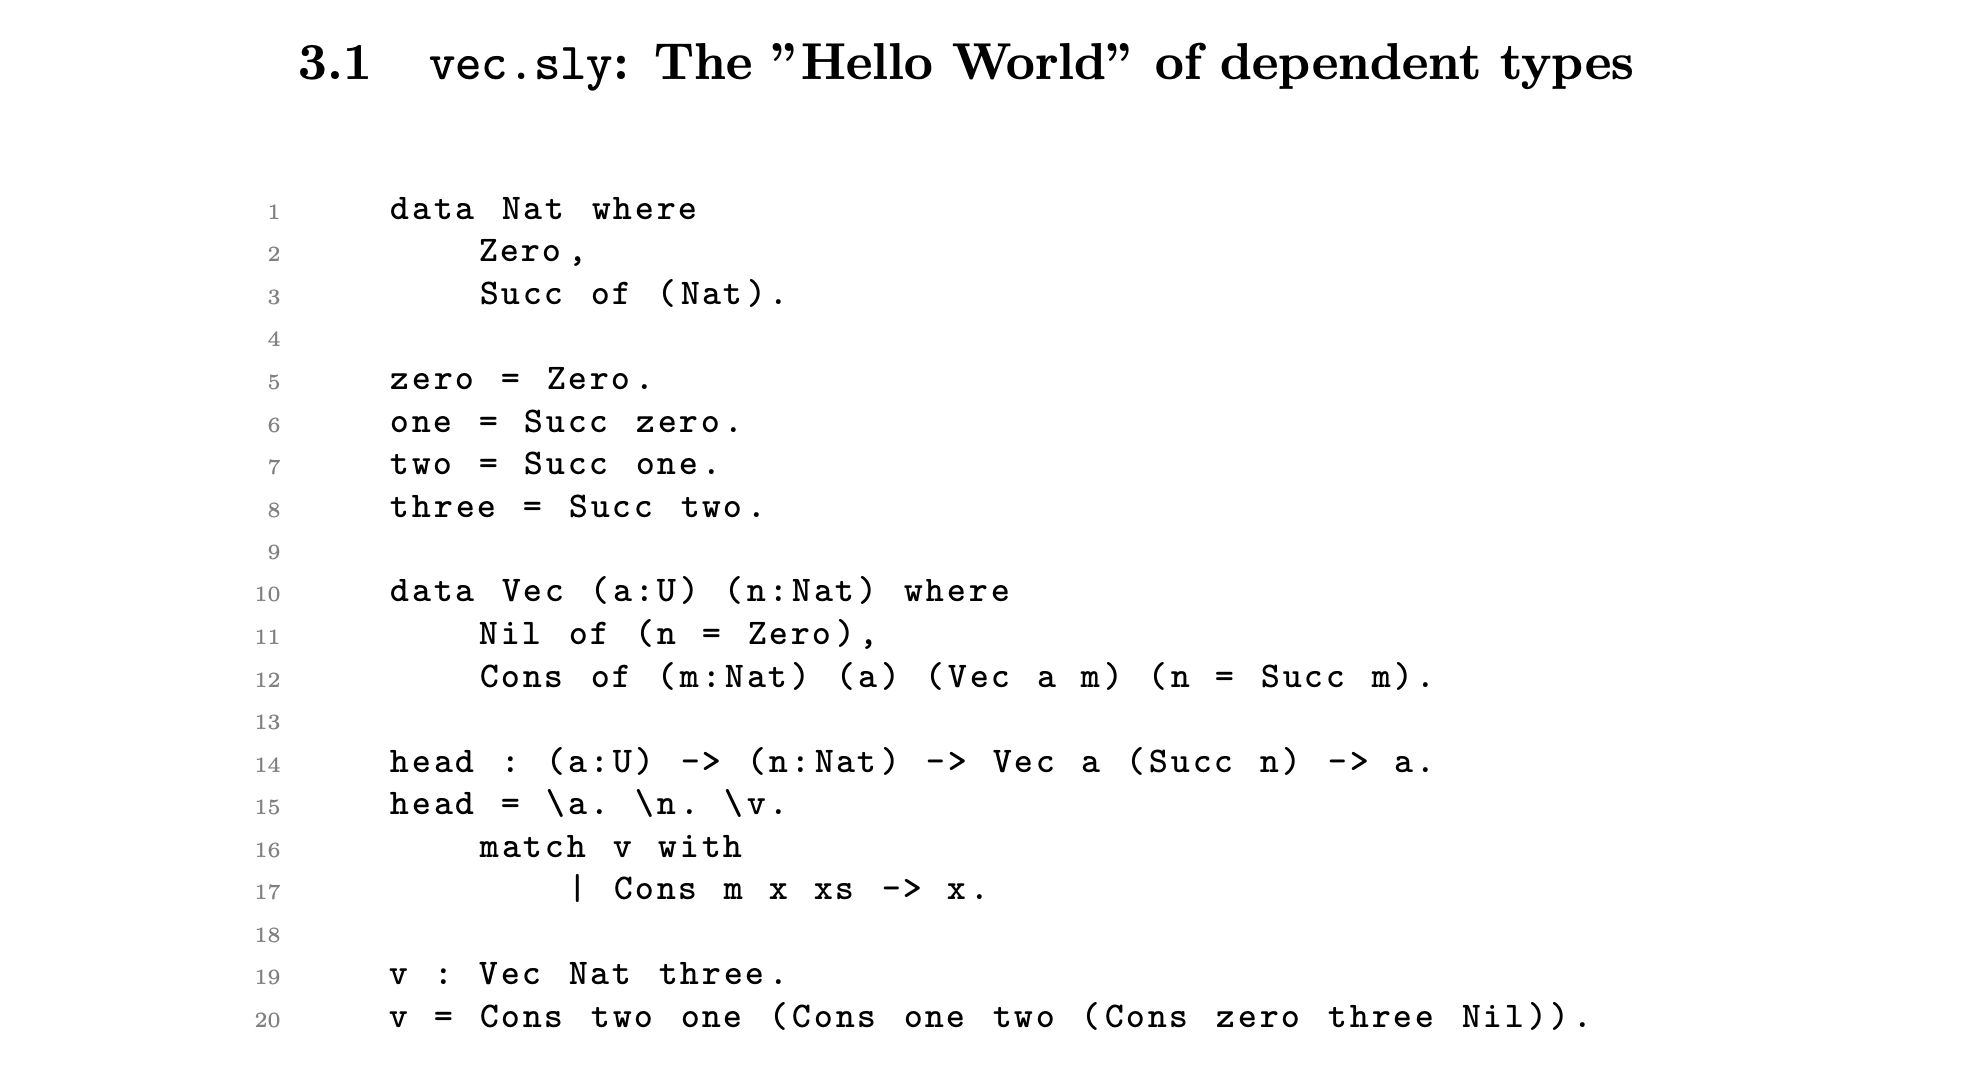 3.1 vec.sly: The ”Hello World” of dependent types
1 data Nat where
2 Zero,
3 Succ of (Nat).
4
5 zero = Zero.
6 one = Succ zero.
7 two = Succ one.
8 three = Succ two.
9
10 data Vec (a:U) (n:Nat) where
11 Nil of (n = Zero),
12 Cons of (m:Nat) (a) (Vec a m) (n = Succ m).
13
14 head : (a:U) -> (n:Nat) -> Vec a (Succ n) -> a.
15 head = \a. \n. \v.
16 match v with
17 | Cons m x xs -> x.
18
19 v : Vec Nat three.
20 v = Cons two one (Cons one two (Cons zero three Nil)).